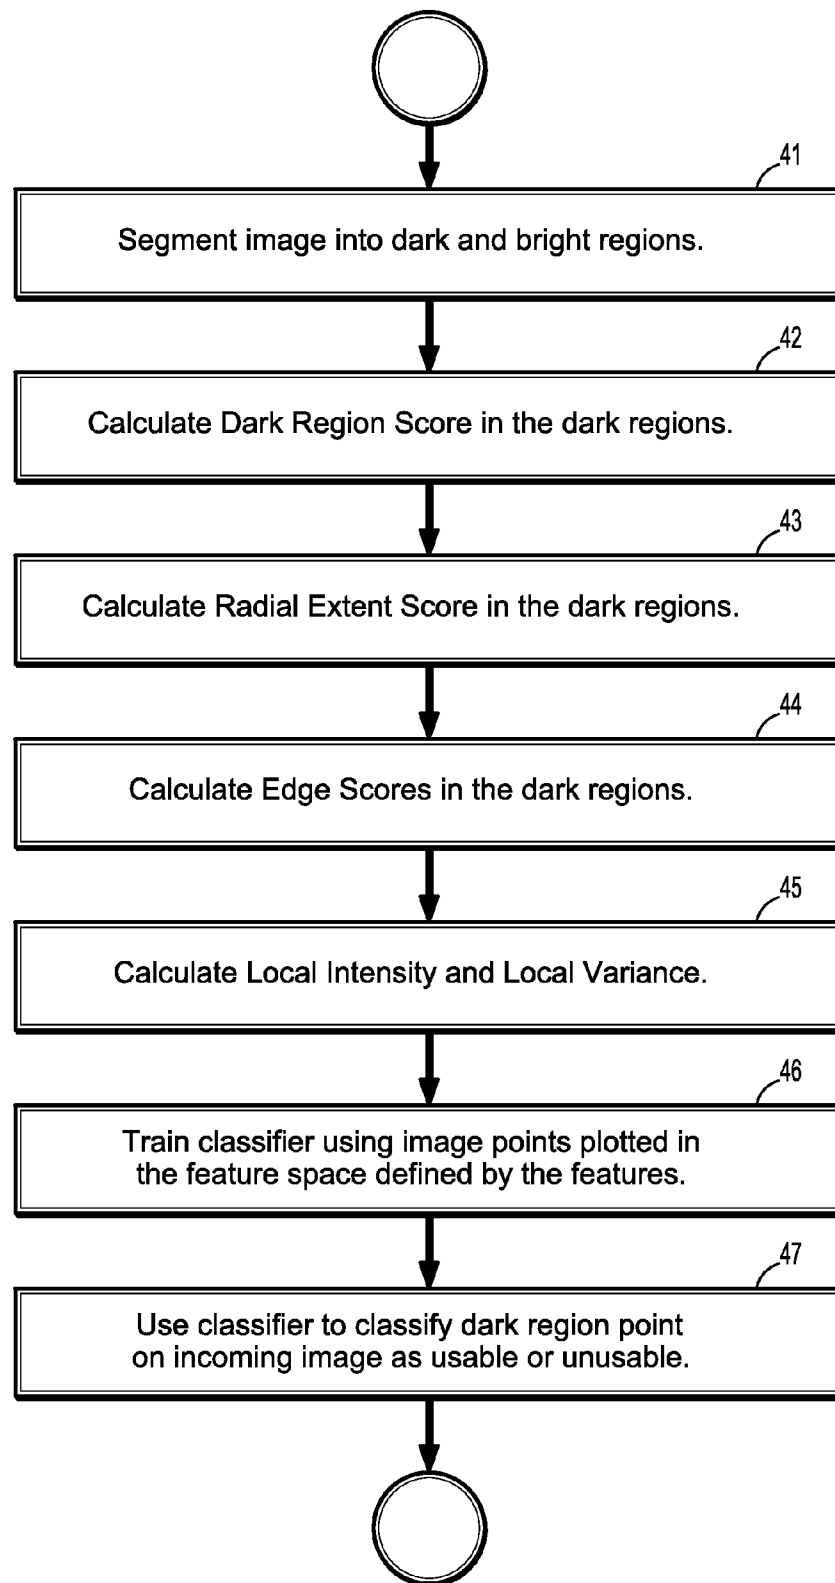 41
Segment image into dark and bright regions.
42
Calculate Dark Region Score in the dark regions.
43
Calculate Radial Extent Score in the dark regions.
44
Calculate Edge Scores in the dark regions.
45
Calculate Local Intensity and Local Variance.
46
Train classifier using image points plotted in
the feature space defined by the features.
47
Use classifier to classify dark region point
on incoming image as usable or unusable.